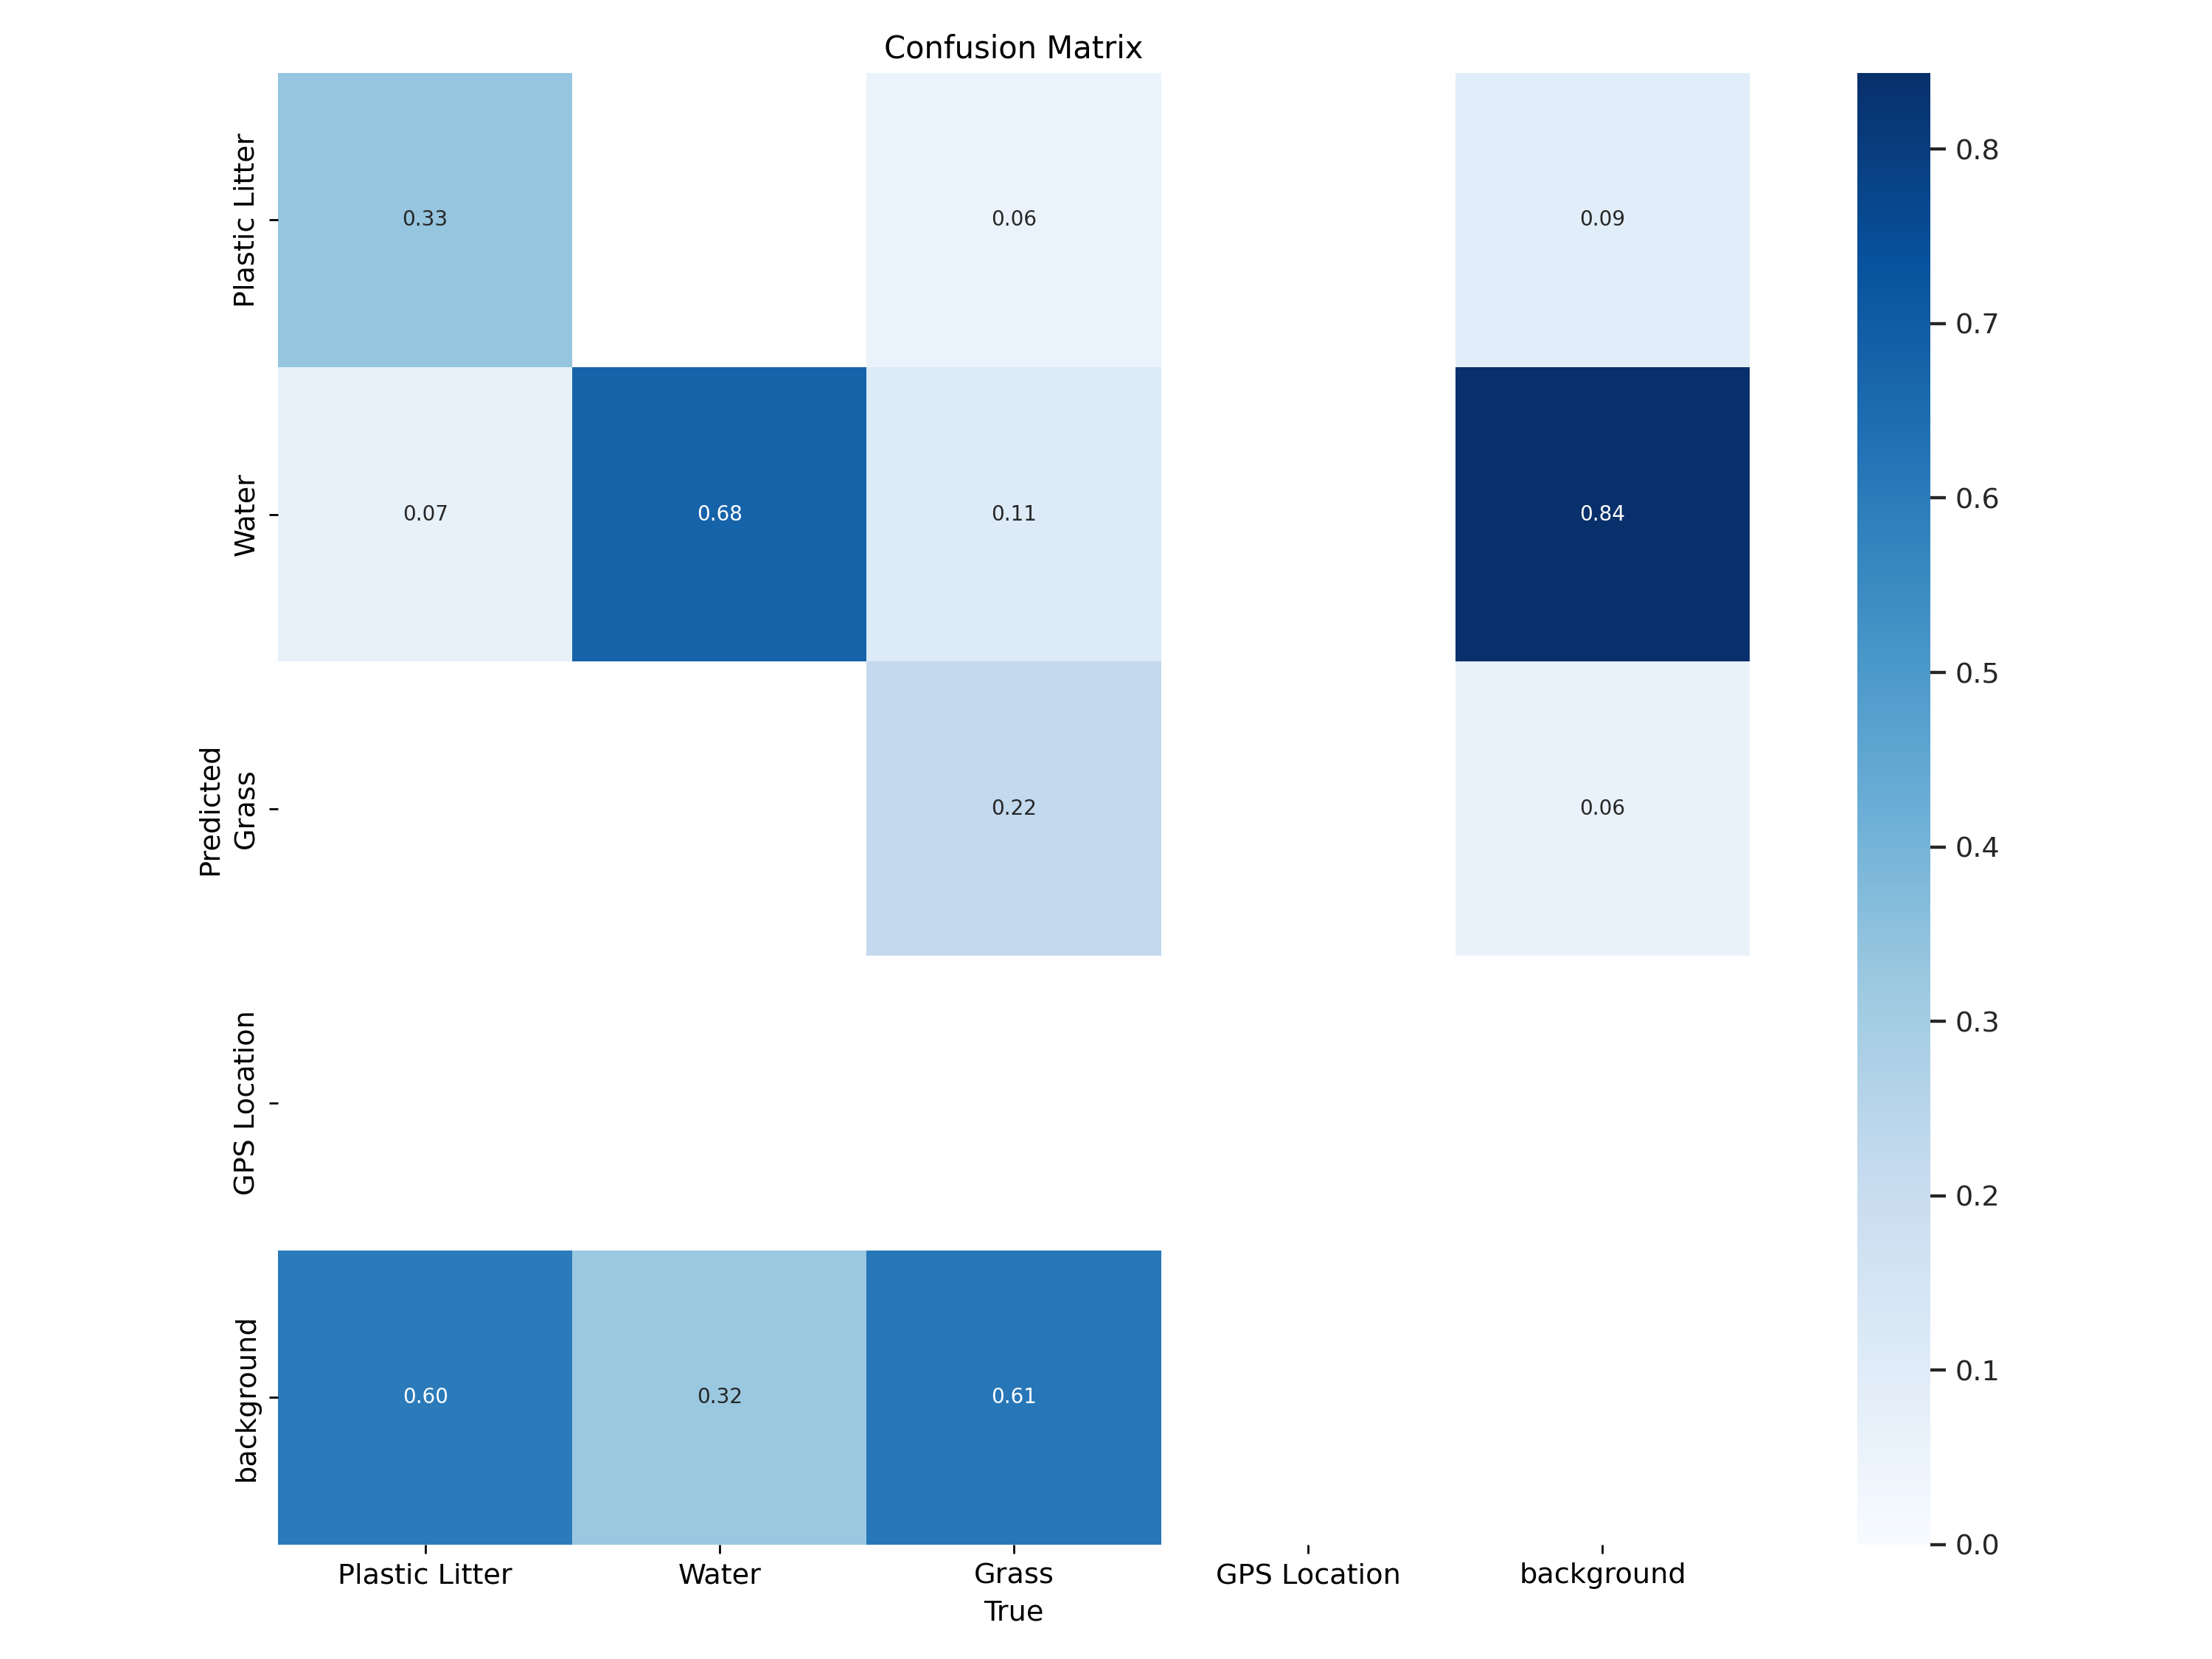 Confusion Matrix
Plastic Litter
0.33
0.06
0.09
Water
0.07
0.68
0.11
0.84
Predicted
Grass
0.22
0.06
GPS Location
background
0.60
0.32
0.61
Plastic Litter
Water
Grass
GPS Location
background
True
0.8
0.7
0.6
0.5
0.4
0.3
0.2
0.1
0.0